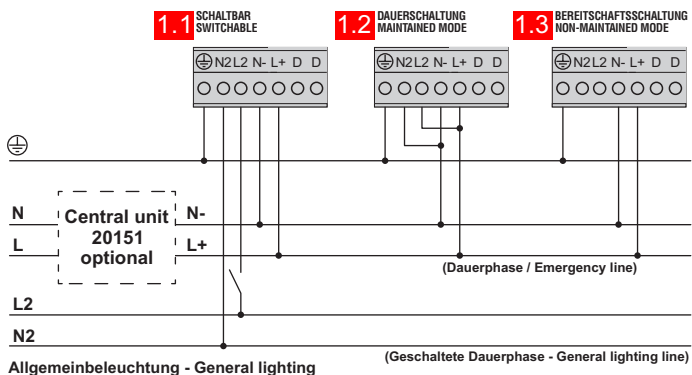 1.1 SCHALTBAR
SWITCHABLE
1.2 DAUERSCHALTUNG
MAINTAINED MODE
1.3 BEREITSCHAFTSSCHALTUNG
NON-MAINTAINED MODE
N2 L2 N- L+ D D
N2 L2 N- L+ D D
N2 L2 N- L+ D D
N
Central unit
20151
optional
N-
L
L+
(Dauerphase / Emergency line)
L2
N2
(Geschaltete Dauerphase - General lighting line)
Allgemeinbeleuchtung - General lighting